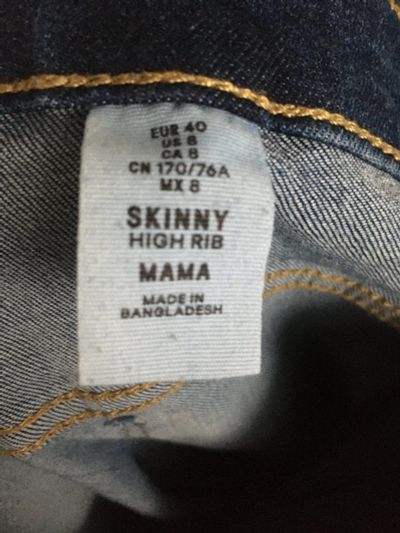 EUR 40
US 8
CA 8
CN 170/76A
MX 8
SKINNY
HIGH RIB
MAMA
MADE IN
BANGLADESH